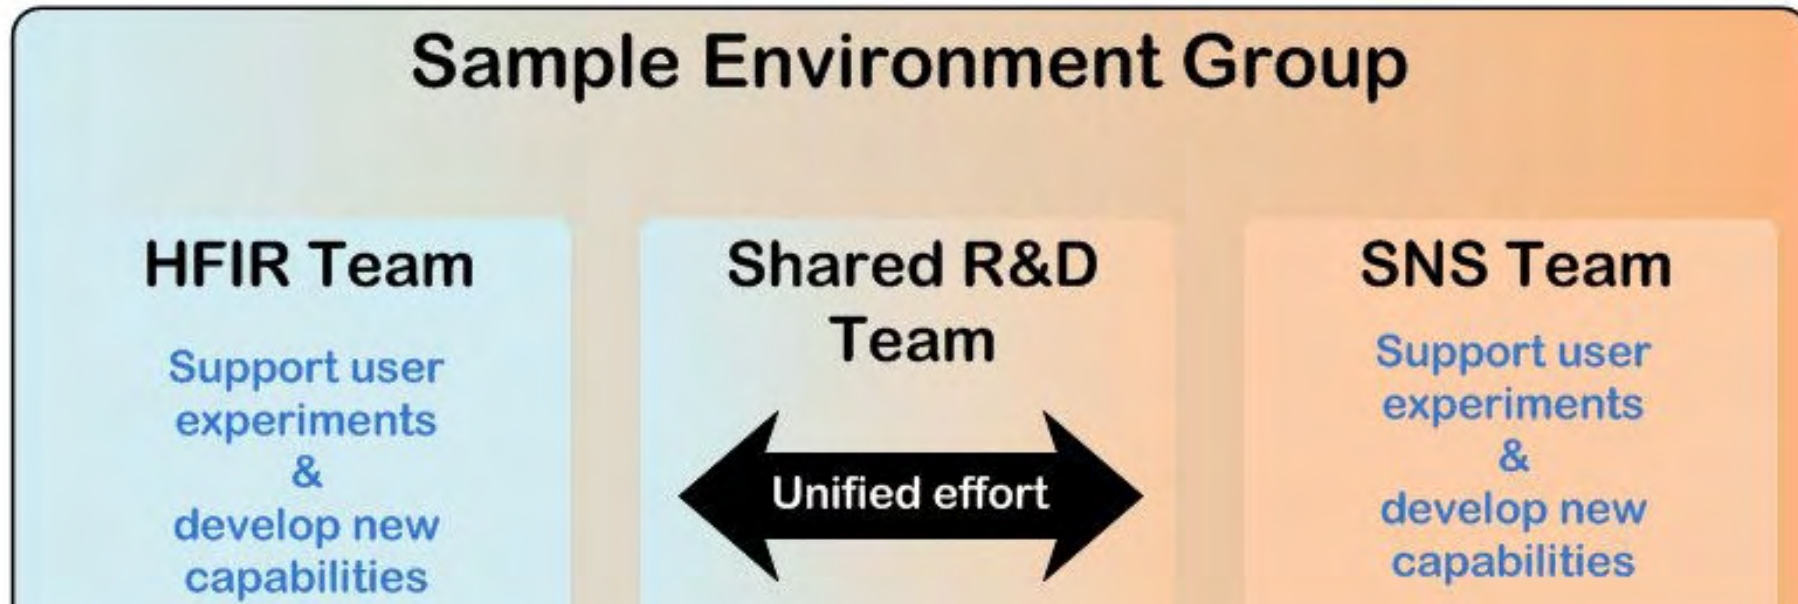 Sample Environment Group
HFIR Team
Support user
experiments
&
develop new
capabilities
Shared R&D
Team
Unified effort
SNS Team
Support user
experiments
&
develop new
capabilities